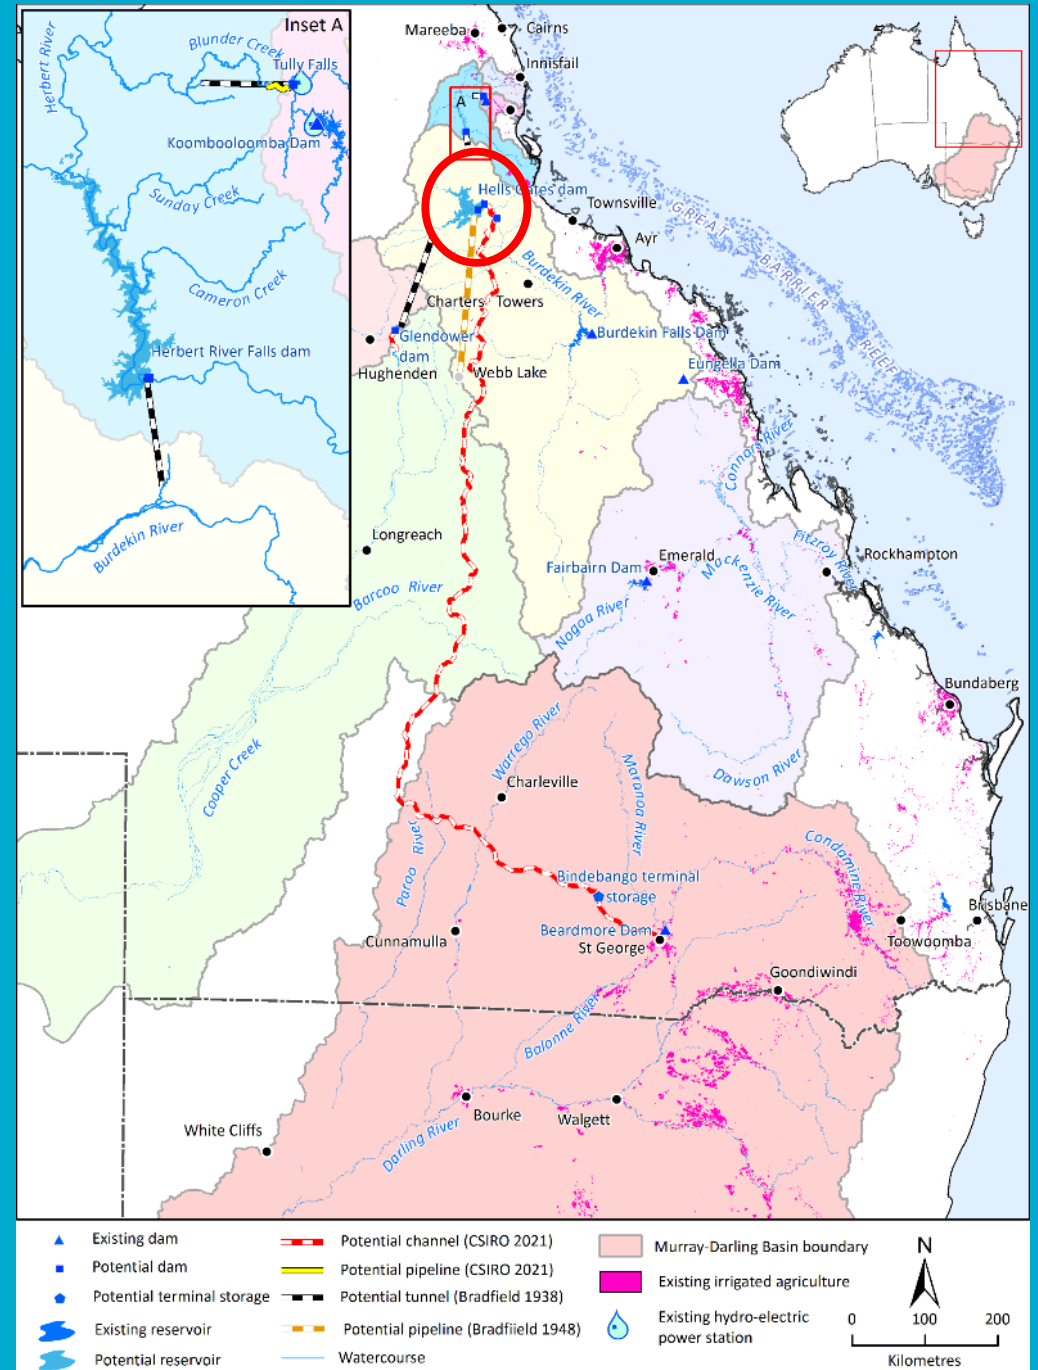 Inset A
Herbert River
Blunder Creek
Tully Falls
Koombooloomba Dam
Sunday Creek
Cameron Creek
Herbert River Falls dam
Burdekin River
Mareeba
Cairns
Innisfail
A
Hells Gates dam
Townsville
Ayr
GREAT BARRIER REEF
Burdekin River
Charters Towers
Glendower
dam
Burdekin Falls Dam
Hughenden
Webb Lake
Eungella Dam
Connors River
Longreach
Emerald
Fairbairn Dam
Mackenzie River
Fitzroy River
Rockhampton
Barcoo River
Nogoa River
Bundaberg
Cooper Creek
Warrego River
Charleville
Maranoa River
Dawson River
Paroo River
Condamine River
Bindebango terminal
storage
Cunnamulla
Beardmore Dam
St George
Brisbane
Toowoomba
Goondiwindi
Balonne River
Bourke
Walgett
White Cliffs
Darling River
Existing dam
Potential dam
Potential terminal storage
Existing reservoir
Potential reservoir
Potential channel (CSIRO 2021)
Potential pipeline (CSIRO 2021)
Potential tunnel (Bradfield 1938)
Potential pipeline (Bradfiield 1948)
Watercourse
Murray-Darling Basin boundary
Existing irrigated agriculture
Existing hydro-electric
power station
N
0 100 200
Kilometres